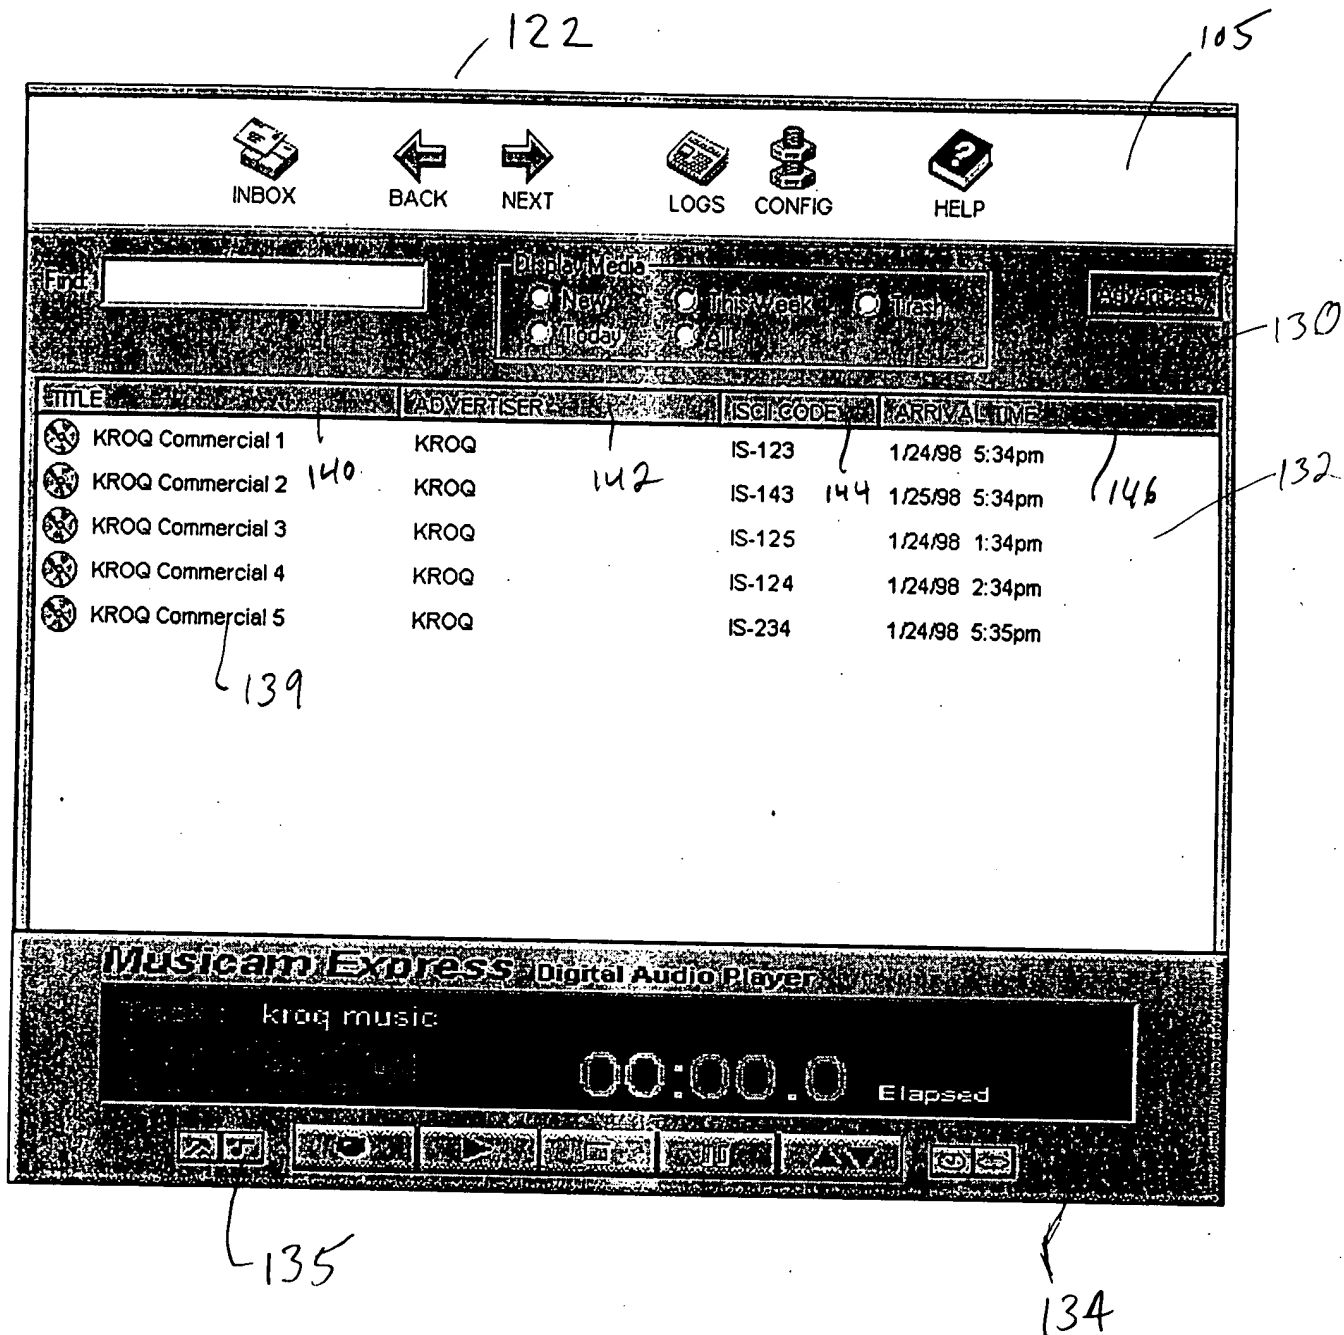 122
105
INBOX BACK NEXT LOGS CONFIG HELP
Find: Display Media Advanced
New This Week Trash
Today All
130
TITLE ADVERTISER ISCI CODE ARRIVAL TIME
KROQ Commercial 1 KROQ IS-123 1/24/98 5:34pm
140 142 144 146
KROQ Commercial 2 KROQ IS-143 1/25/98 5:34pm
132
KROQ Commercial 3 KROQ IS-125 1/24/98 1:34pm
KROQ Commercial 4 KROQ IS-124 1/24/98 2:34pm
KROQ Commercial 5 KROQ IS-234 1/24/98 5:35pm
139
Musicam Express Digital Audio Player
kroq music
00:00.0 Elapsed
135
134